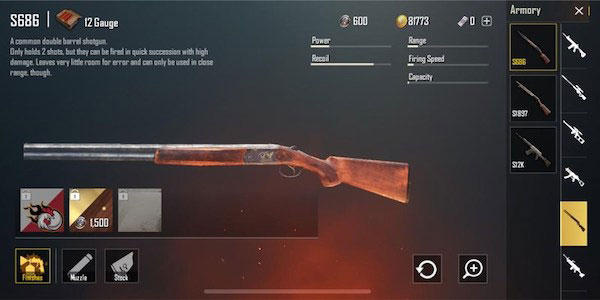 S686 12 Gauge
600 81773 0
Armory
A common double barrel shotgun.
Only holds 2 shots, but they can be fired in quick succession with high
damage. Leaves very little room for error and can only be used in close
range, though.
Power
Range
Recoil
Firing Speed
Capacity
S686
S1897
S12K
1,500
Finishes
Muzzle
Stock